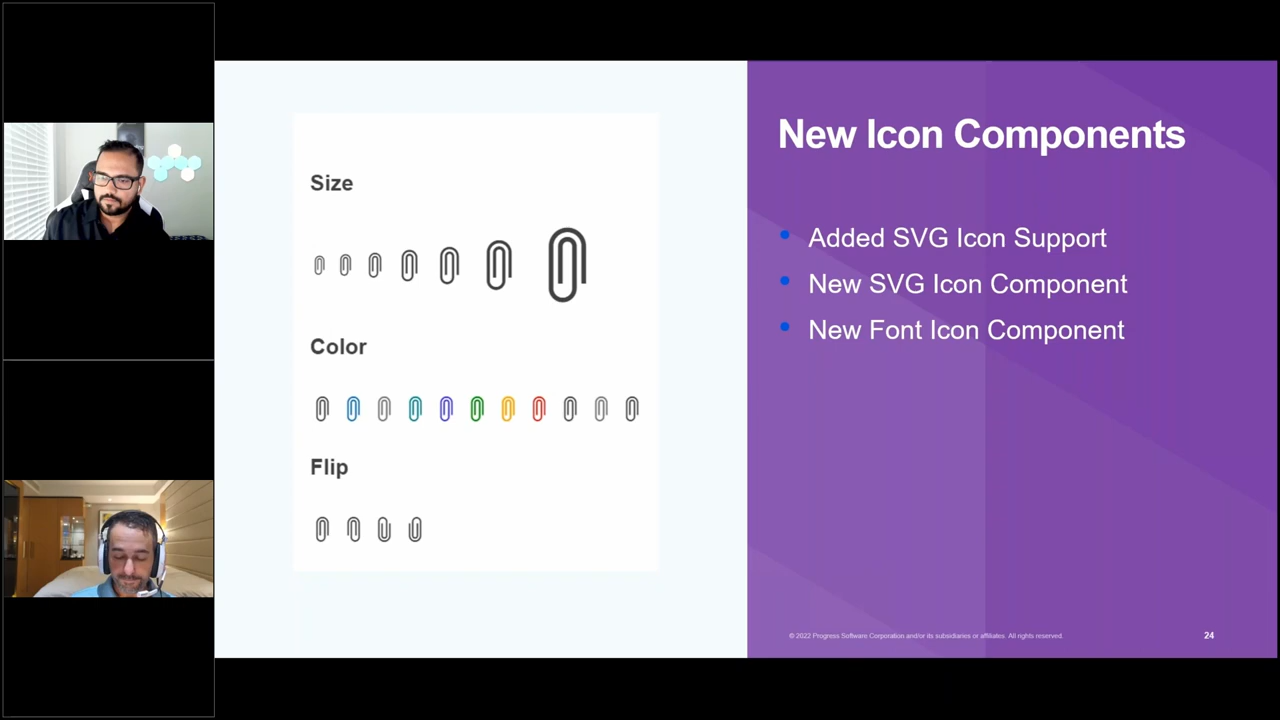 Size
Color
Flip
New Icon Components
• Added SVG Icon Support
• New SVG Icon Component
• New Font Icon Component
© 2022 Progress Software Corporation and/or its subsidiaries or affiliates. All rights reserved.
24